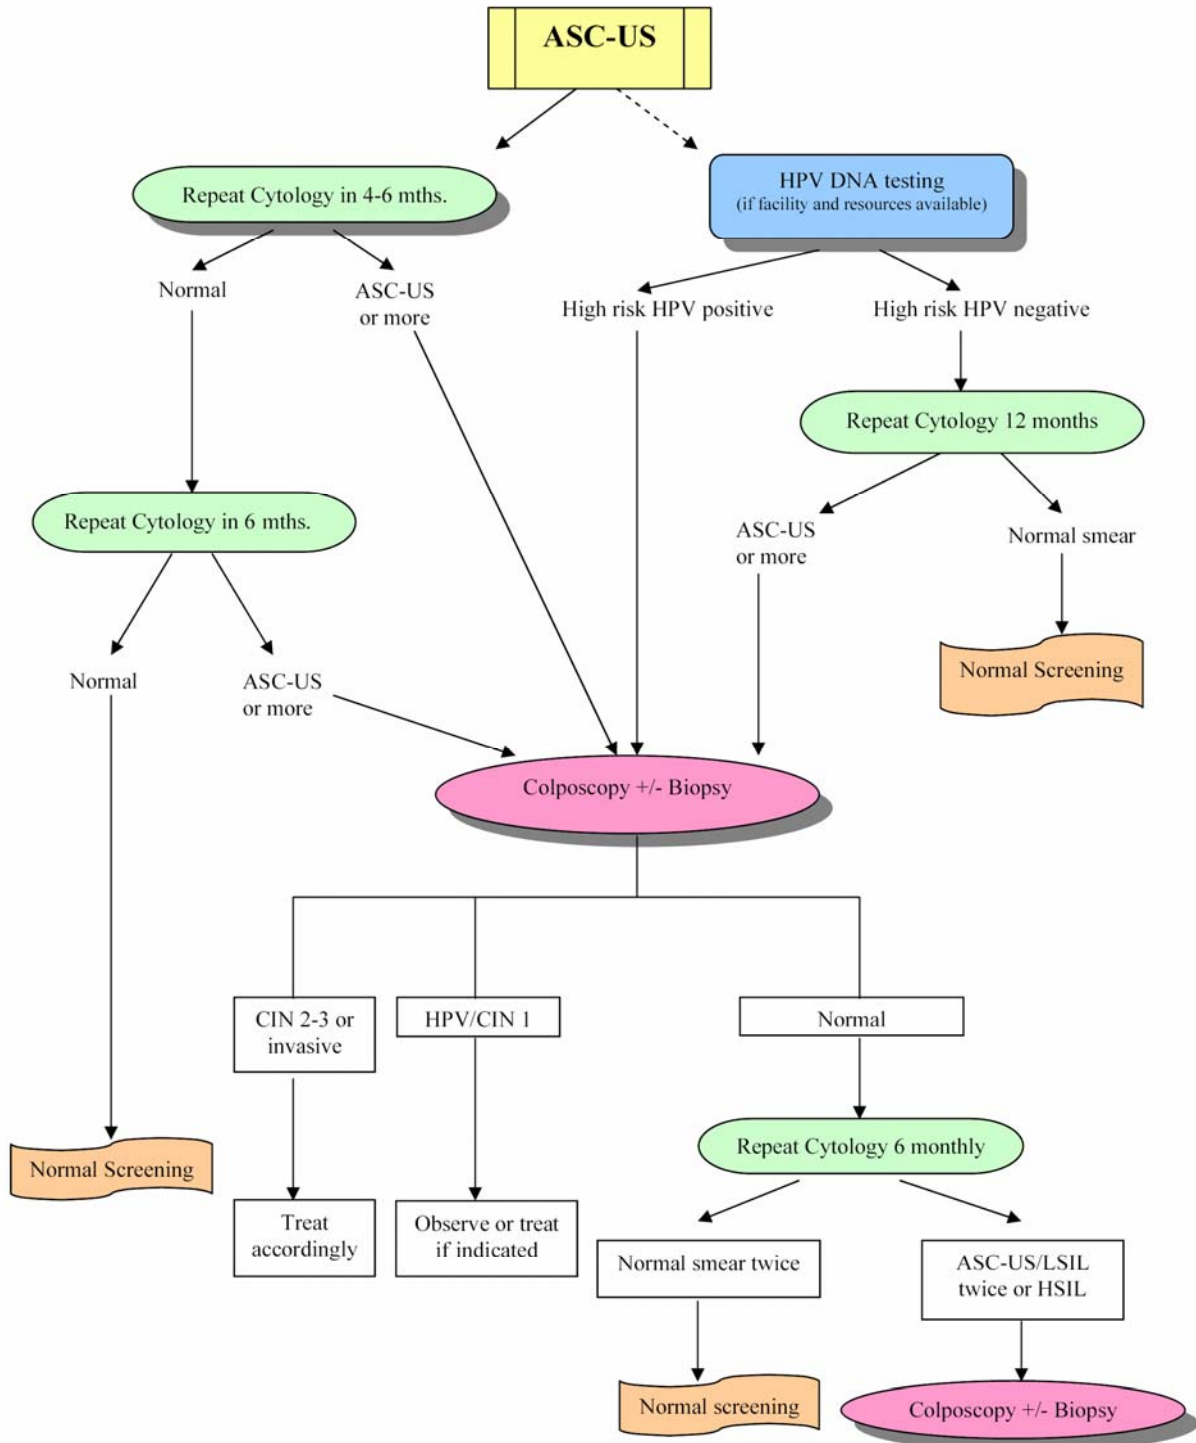 ASC-US
Repeat Cytology in 4-6 mths.
HPV DNA testing
(if facility and resources available)
Normal
ASC-US
or more
High risk HPV positive
High risk HPV negative
Repeat Cytology 12 months
Repeat Cytology in 6 mths.
ASC-US
or more
Normal smear
Normal
ASC-US
or more
Normal Screening
Colposcopy +/- Biopsy
CIN 2-3 or
invasive
HPV/CIN 1
Normal
Normal Screening
Repeat Cytology 6 monthly
Treat
accordingly
Observe or treat
if indicated
Normal smear twice
ASC-US/LSIL
twice or HSIL
Normal screening
Colposcopy +/- Biopsy